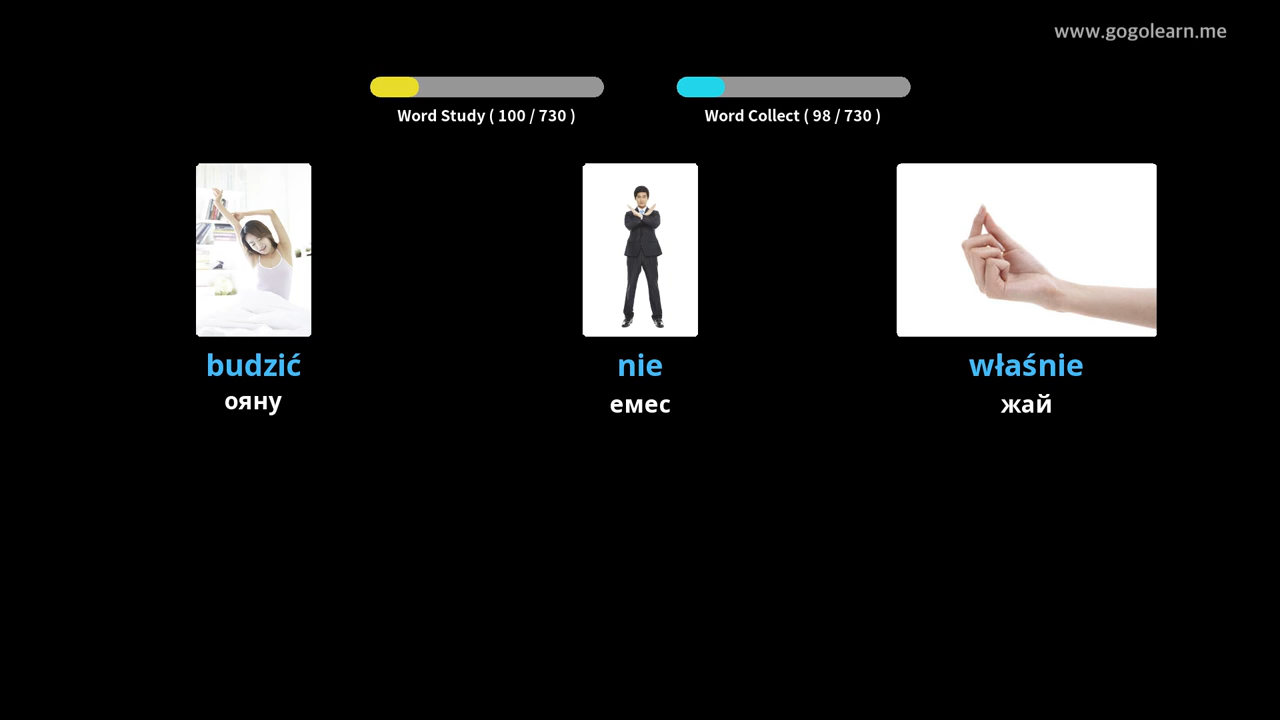 www.gogolearn.me
Word Study ( 100 / 730 )
Word Collect ( 98 / 730 )
budzić
nie
właśnie
ояну
емес
жай